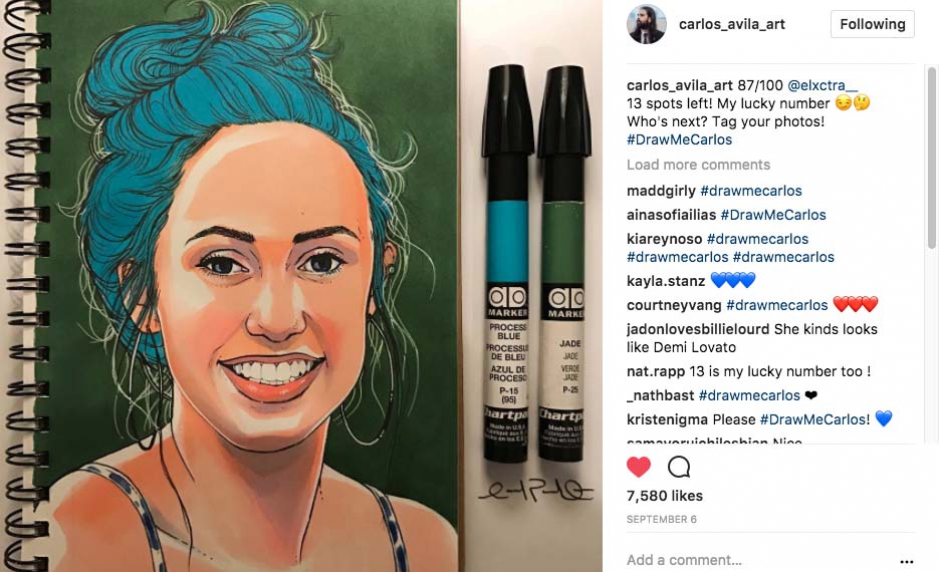 carlos_avila_art
Following
carlos_avila_art 87/100 @elxctra__
13 spots left! My lucky number 😏🤔
Who's next? Tag your photos!
#DrawMeCarlos
Load more comments
maddgirly #drawmecarlos
ainasofiailias #DrawMeCarlos
kiareynoso #drawmecarlos
#drawmecarlos #drawmecarlos
kayla.stanz 💙💙💙
courtneyvang #drawmecarlos ❤️❤️❤️
jadonlovesbillielourd She kinds looks
like Demi Lovato
nat.rapp 13 is my lucky number too !
_nathbast #drawmecarlos ❤
kristenigma Please #DrawMeCarlos! 💙
7,580 likes
SEPTEMBER 6
Add a comment...
MARKER
PROCESS
BLUE
PROCESSUS
DE BLEU
AZUL DE
PROCESO
P-15
(95)
Chartpa
Made in U.S.
MARKER
JADE
JADE
VERDE
JADE
P-25
Chartp
Made in U.S.